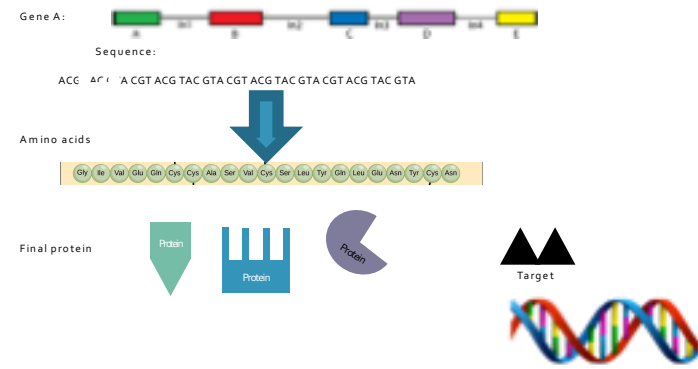 Gene A:
In1 In2 In3 In4
A B C D E
Sequence:
ACG A CGT ACG TAC GTA CGT ACG TAC GTA CGT ACG TAC GTA
Amino acids
Gly Ile Val Glu Gln Cys Cys Ala Ser Val Cys Ser Leu Tyr Gln Leu Glu Asn Tyr Cys Asn
Final protein
Protein
Protein
Protein
Target